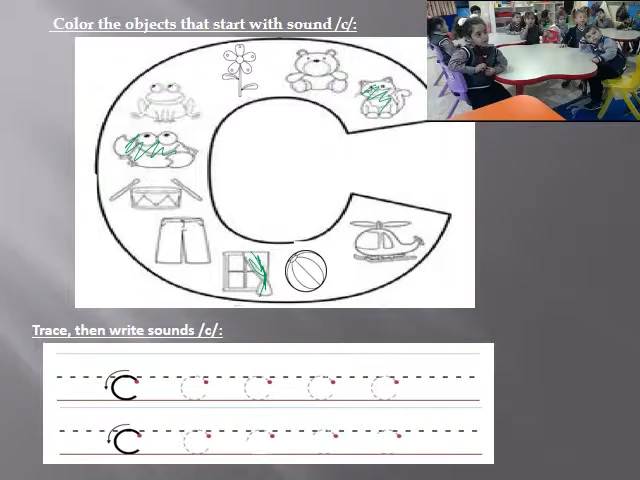 Color the objects that start with sound /c/:
Trace, then write sounds /c/:
c c c c c
c c c c c